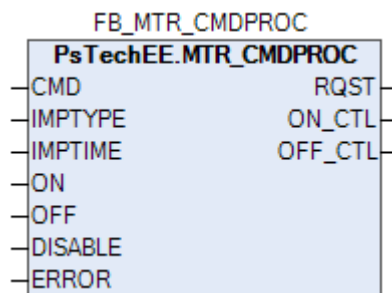 FB_MTR_CMDPROC
PsTechEE.MTR_CMDPROC
CMD RQST
IMPTYPE ON_CTL
IMPTIME OFF_CTL
ON
OFF
DISABLE
ERROR